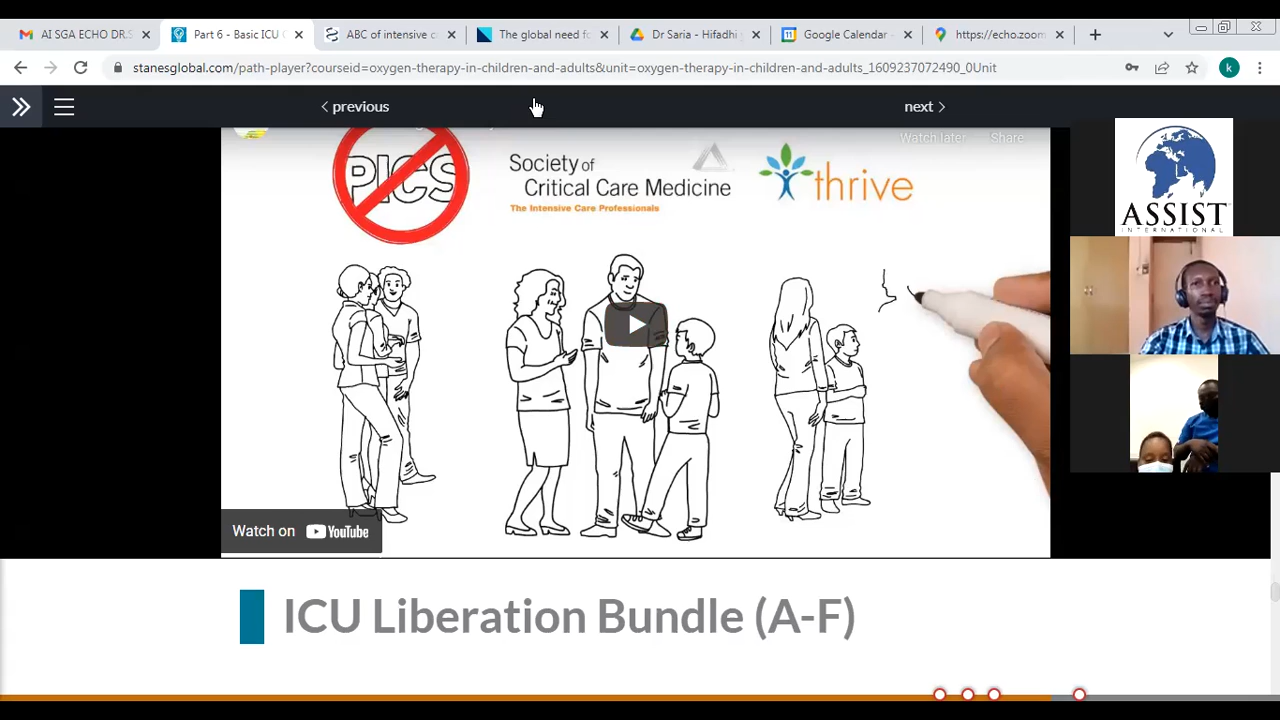 AI SGA ECHO DR.S
Part 6 - Basic ICU
ABC of intensive c
The global need for
Dr Saria - Hifadhi
Google Calendar -
https://echo.zoom
stanesglobal.com/path-player?courseid=oxygen-therapy-in-children-and-adults&unit=oxygen-therapy-in-children-and-adults_1609237072490_0Unit
k
< previous
next >
Watch later
Share
PICS
Society of
Critical Care Medicine
The Intensive Care Professionals
thrive
ASSIST
INTERNATIONAL
Watch on YouTube
ICU Liberation Bundle (A-F)